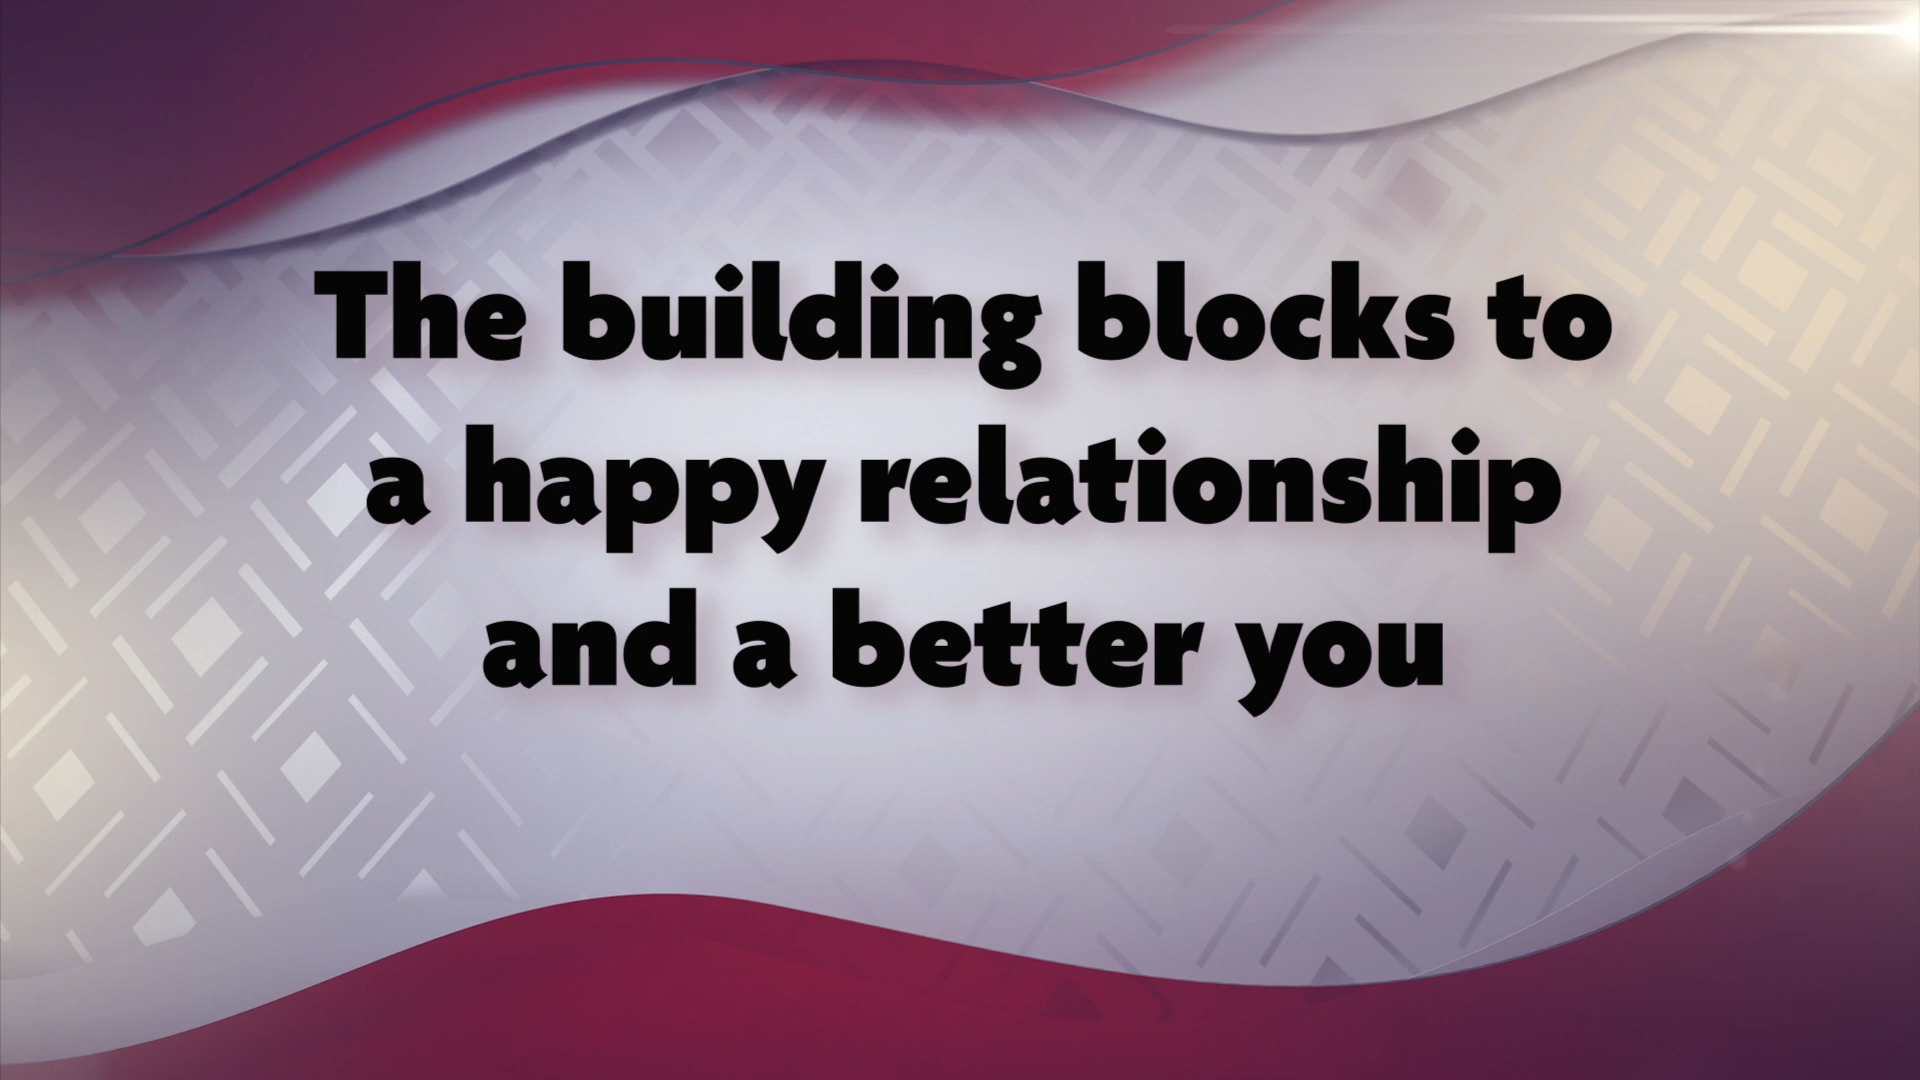 The building blocks to
a happy relationship
and a better you